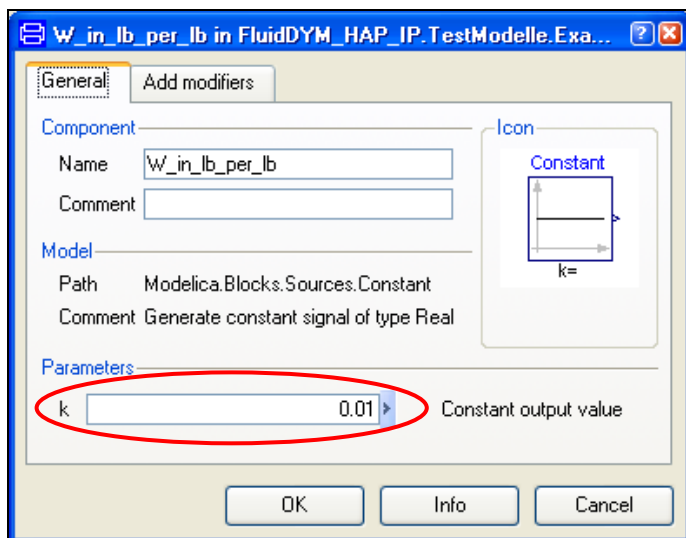 W_in_lb_per_lb in FluidDYM_HAP_IP.TestModelle.Exa...
General Add modifiers
Component
Name W_in_lb_per_lb
Comment
Icon
Constant
k=
Model
Path Modelica.Blocks.Sources.Constant
Comment Generate constant signal of type Real
Parameters
k 0.01 Constant output value
OK Info Cancel